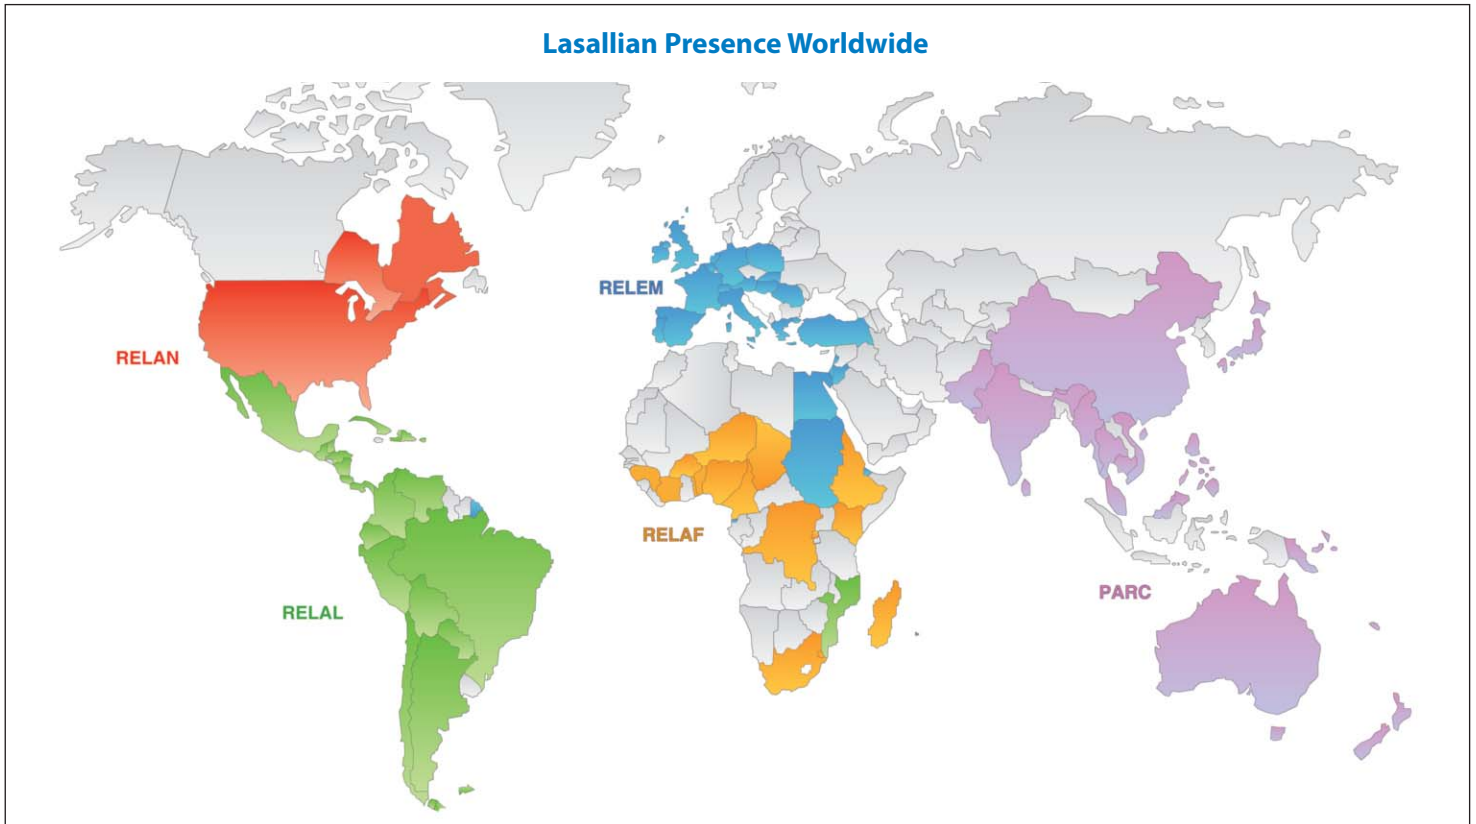 Lasallian Presence Worldwide
RELEM
RELAN
RELAF
PARC
RELAL